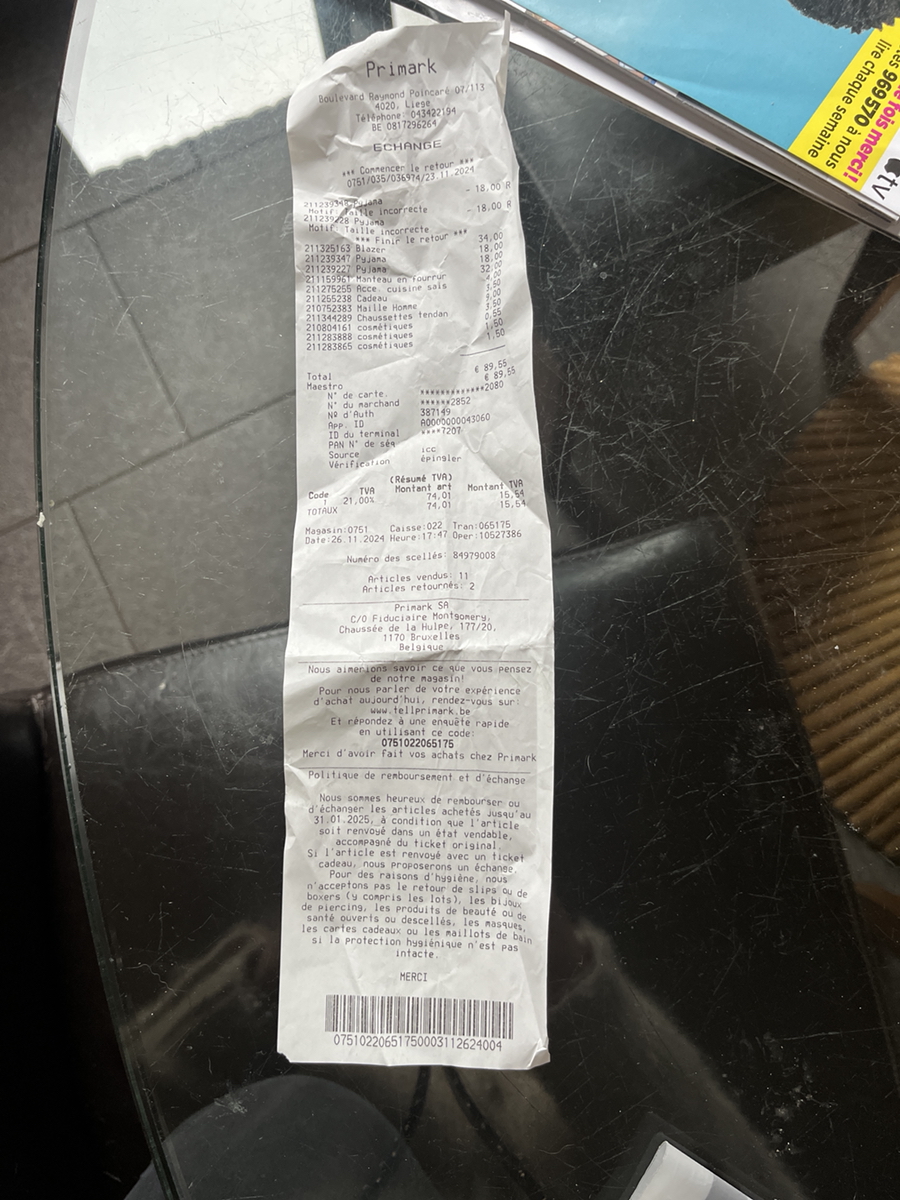 Primark
Boulevard Raymond Poincaré 07/113
4020, Liege
Téléphone: 043422194
BE 0817296264
ECHANGE
*** Commencer le retour ***
0751/035/036974/23.11.2024
Pyjama - 18,00 R
Motif: Taille incorrecte
211239228 Pyjama - 18,00 R
Motif: Taille incorrecte
*** Finir le retour ***
211325163 Blazer 34,00
211239347 Pyjama 18,00
211239227 Pyjama 18,00
211159961 Manteau en fourrur 32,00
211275255 Acce. cuisine sais 4,00
211255238 Cadeau 3,50
210752383 Maille Homme 9,00
211344289 Chaussettes tendan 3,50
210804161 cosmétiques 0,55
211283888 cosmétiques 1,50
211283865 cosmétiques 1,50
Total € 89,55
Maestro € 89,55
N° de carte. ************2080
N° du marchand ******2852
Nº d'Auth 387149
App. ID A0000000043060
ID du terminal ****7207
PAN N° de séq
Source icc
Vérification épingler
(Résumé TVA)
Code TVA Montant art Montant TVA
1 21,00% 74,01 15,54
TOTAUX 74,01 15,54
Magasin:0751 Caisse:022 Tran:065175
Date:26.11.2024 Heure:17:47 Oper:10527386
Numéro des scellés: 84979008
Articles vendus: 11
Articles retournés: 2
Primark SA
C/O Fiduciaire Montgomery,
Chaussée de la Hulpe, 177/20,
1170 Bruxelles
Belgique
Nous aimerions savoir ce que vous pensez
de notre magasin!
Pour nous parler de votre expérience
d'achat aujourd'hui, rendez-vous sur:
www.tellprimark.be
Et répondez à une enquête rapide
en utilisant ce code:
0751022065175
Merci d'avoir fait vos achats chez Primark
Politique de remboursement et d'échange
Nous sommes heureux de rembourser ou
d'échanger les articles achetés jusqu'au
31.01.2025, à condition que l'article
soit renvoyé dans un état vendable,
accompagné du ticket original.
Si l'article est renvoyé avec un ticket
cadeau, nous proposerons un échange.
Pour des raisons d'hygiène, nous
n'acceptons pas le retour de slips ou de
boxers (y compris les lots), les bijoux
de piercing, les produits de beauté ou de
santé ouverts ou descellés, les masques,
les cartes cadeaux ou les maillots de bain
si la protection hygiénique n'est pas
intacte.
MERCI
07510220651750003112624004
fois merci!
969570 à nous
lire chaque semaine
tv